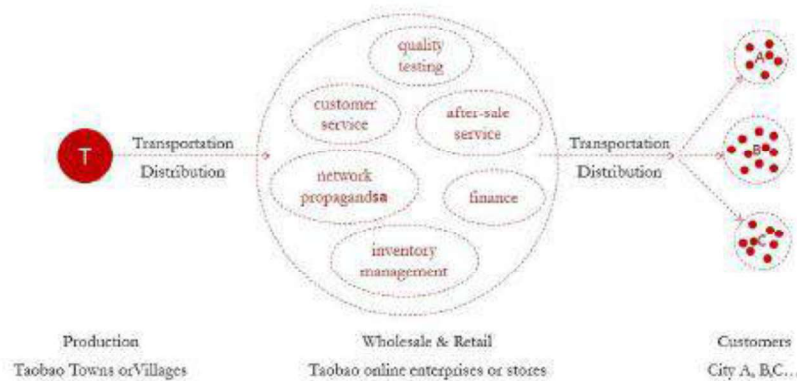 quality
testing
customer
service
after-sale
service
T
Transportation
Distribution
network
propagandsa
finance
inventory
management
Transportation
Distribution
A
B
C
Production
Taobao Towns orVillages
Wholesale & Retail
Taobao online enterprises or stores
Customers
City A, B,C...